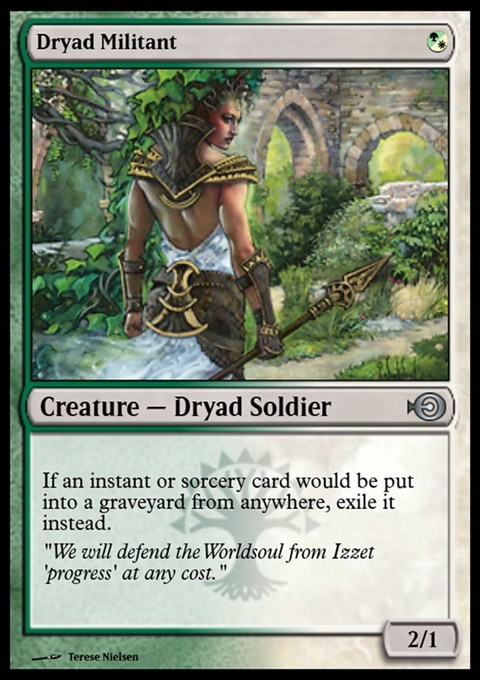 Dryad Militant
Creature — Dryad Soldier
If an instant or sorcery card would be put
into a graveyard from anywhere, exile it
instead.
"We will defend the Worldsoul from Izzet
'progress' at any cost."
2/1
Terese Nielsen